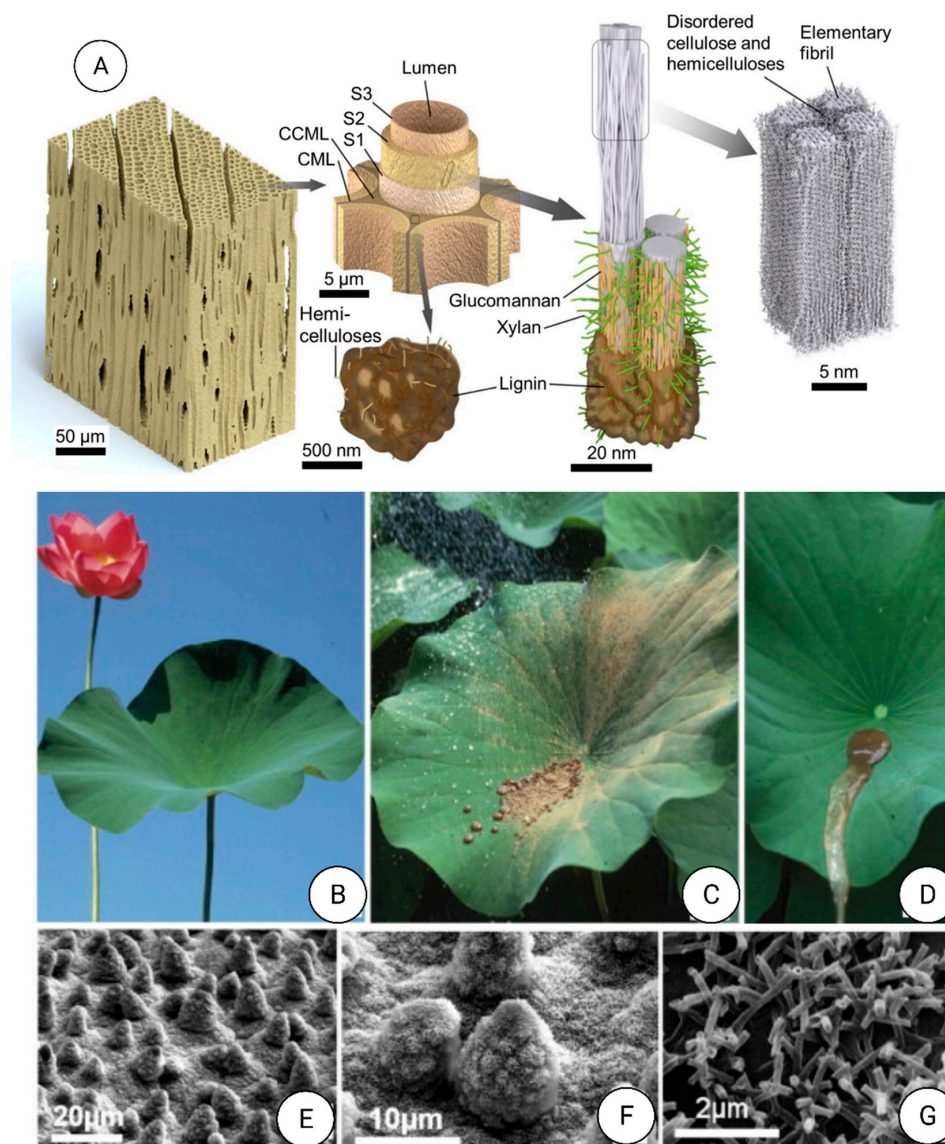 A
Lumen
S3
S2
S1
CCML
CML
5 µm
Hemi-
celluloses
50 µm
500 nm
Glucomannan
Xylan
Lignin
20 nm
Disordered
cellulose and
hemicelluloses
Elementary
fibril
5 nm
B
C
D
20µm
E
10µm
F
2µm
G